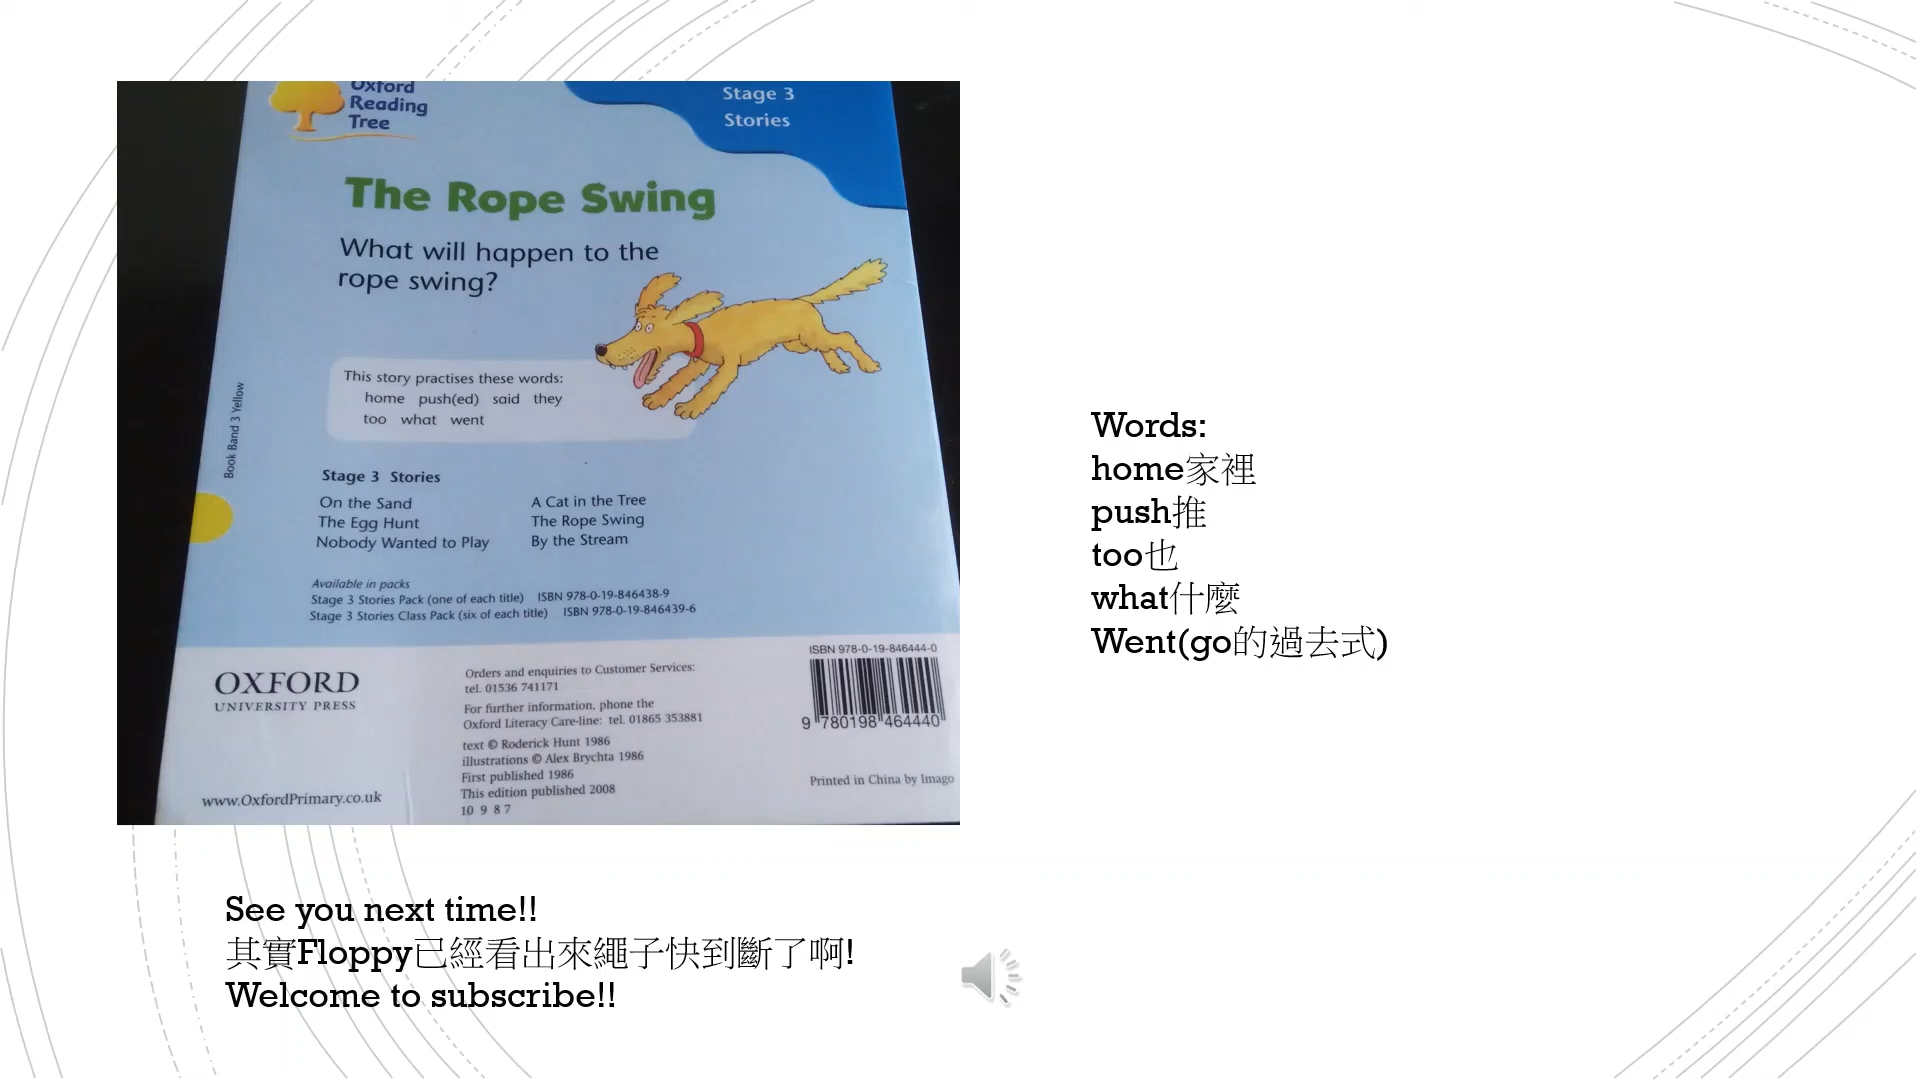 Oxford
Reading
Tree
Stage 3
Stories
The Rope Swing
What will happen to the
rope swing?
This story practises these words:
home push(ed) said they
too what went
Book Band 3 Yellow
Stage 3 Stories
On the Sand
The Egg Hunt
Nobody Wanted to Play
A Cat in the Tree
The Rope Swing
By the Stream
Available in packs
Stage 3 Stories Pack (one of each title) ISBN 978-0-19-846438-9
Stage 3 Stories Class Pack (six of each title) ISBN 978-0-19-846439-6
OXFORD
UNIVERSITY PRESS
www.OxfordPrimary.co.uk
Orders and enquiries to Customer Services:
tel. 01536 741171
For further information, phone the
Oxford Literacy Care-line: tel. 01865 353881
text © Roderick Hunt 1986
illustrations © Alex Brychta 1986
First published 1986
This edition published 2008
10 9 8 7
ISBN 978-0-19-846444-0
9 780198 464440
Printed in China by Imago
Words:
home家裡
push推
too也
what什麼
Went(go的過去式)
See you next time!!
其實Floppy已經看出來繩子快到斷了啊!
Welcome to subscribe!!